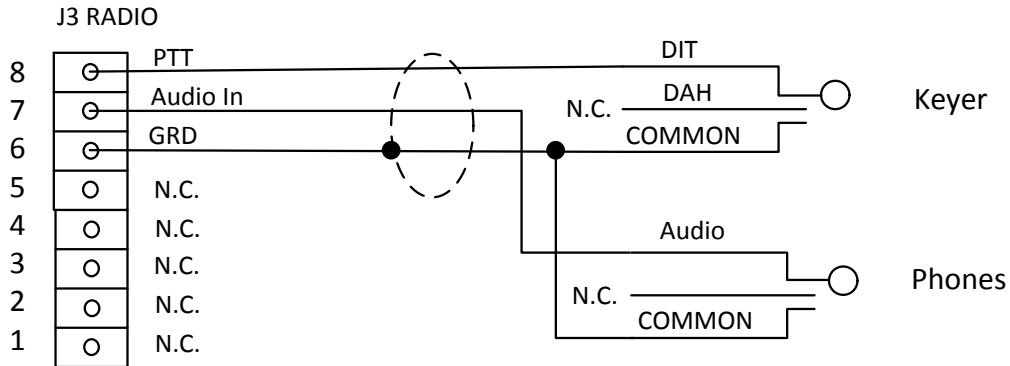 J3 RADIO
8 PTT DIT
7 Audio In N.C. DAH Keyer
6 GRD COMMON
5 N.C.
4 N.C. Audio
3 N.C. Phones
2 N.C. N.C.
1 N.C. COMMON